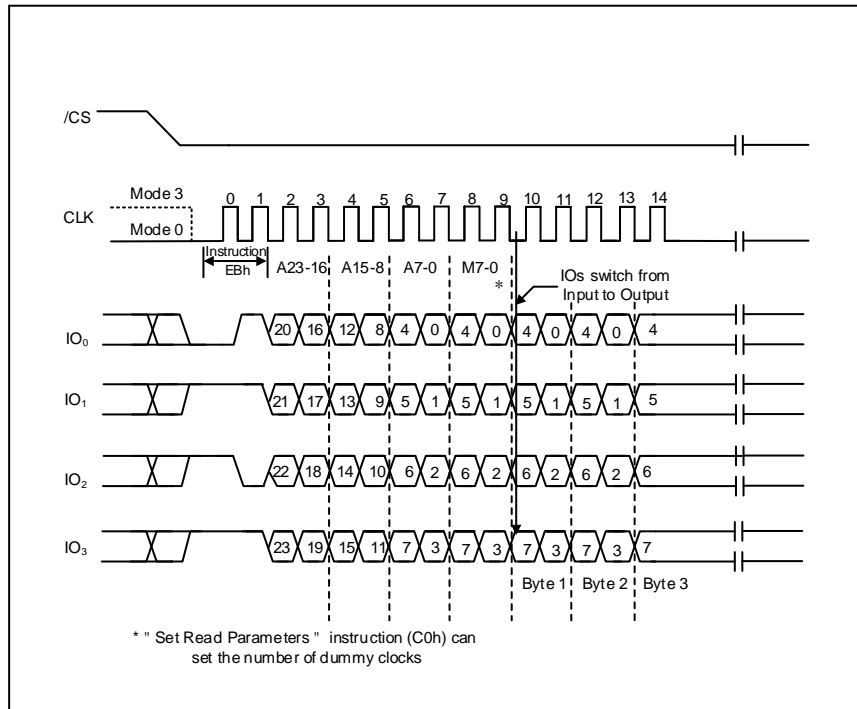 /CS
Mode 3
CLK
Mode 0
0 1 2 3 4 5 6 7 8 9 10 11 12 13 14
Instruction
EBh
A23-16 A15-8 A7-0 M7-0
*
IOs switch from
Input to Output
IO₀ 20 16 12 8 4 0 4 0 4 0 4 0 4
IO₁ 21 17 13 9 5 1 5 1 5 1 5 1 5
IO₂ 22 18 14 10 6 2 6 2 6 2 6 2 6
IO₃ 23 19 15 11 7 3 7 3 7 3 7 3 7
Byte 1 Byte 2 Byte 3
* " Set Read Parameters " instruction (C0h) can
set the number of dummy clocks